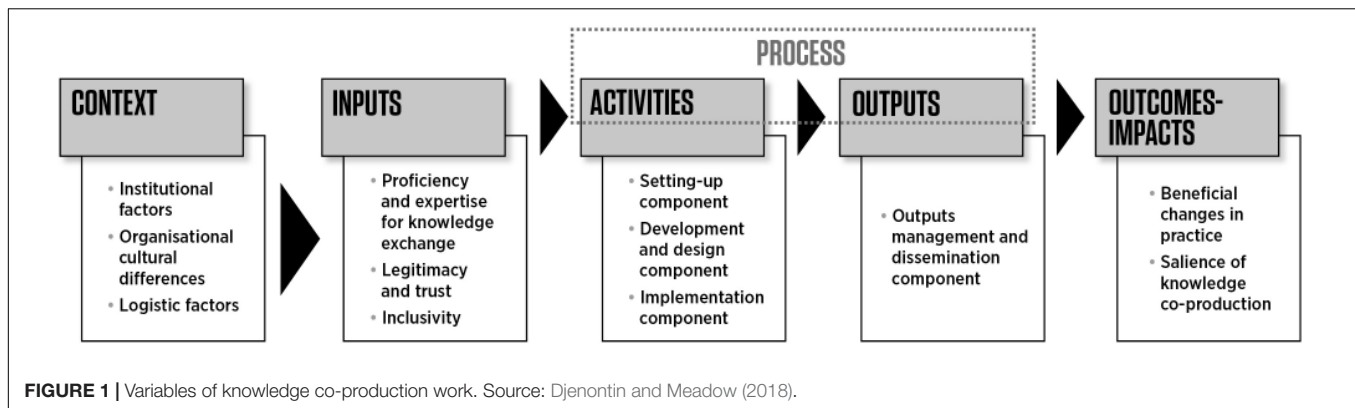 PROCESS
CONTEXT
• Institutional
factors
• Organisational
cultural
differences
• Logistic factors
INPUTS
• Proficiency
and expertise
for knowledge
exchange
• Legitimacy
and trust
• Inclusivity
ACTIVITIES
• Setting-up
component
• Development
and design
component
• Implementation
component
OUTPUTS
• Outputs
management and
dissemination
component
OUTCOMES-
IMPACTS
• Beneficial
changes in
practice
• Salience of
knowledge
co-production
FIGURE 1 | Variables of knowledge co-production work. Source: Djenontin and Meadow (2018).